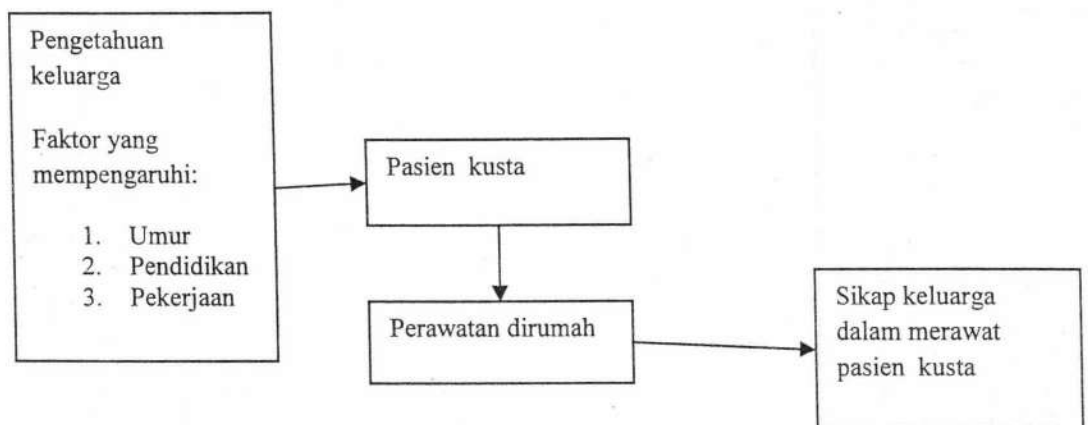 Pengetahuan
keluarga
Faktor yang
mempengaruhi:
1. Umur
2. Pendidikan
3. Pekerjaan
Pasien kusta
Perawatan dirumah
Sikap keluarga
dalam merawat
pasien kusta